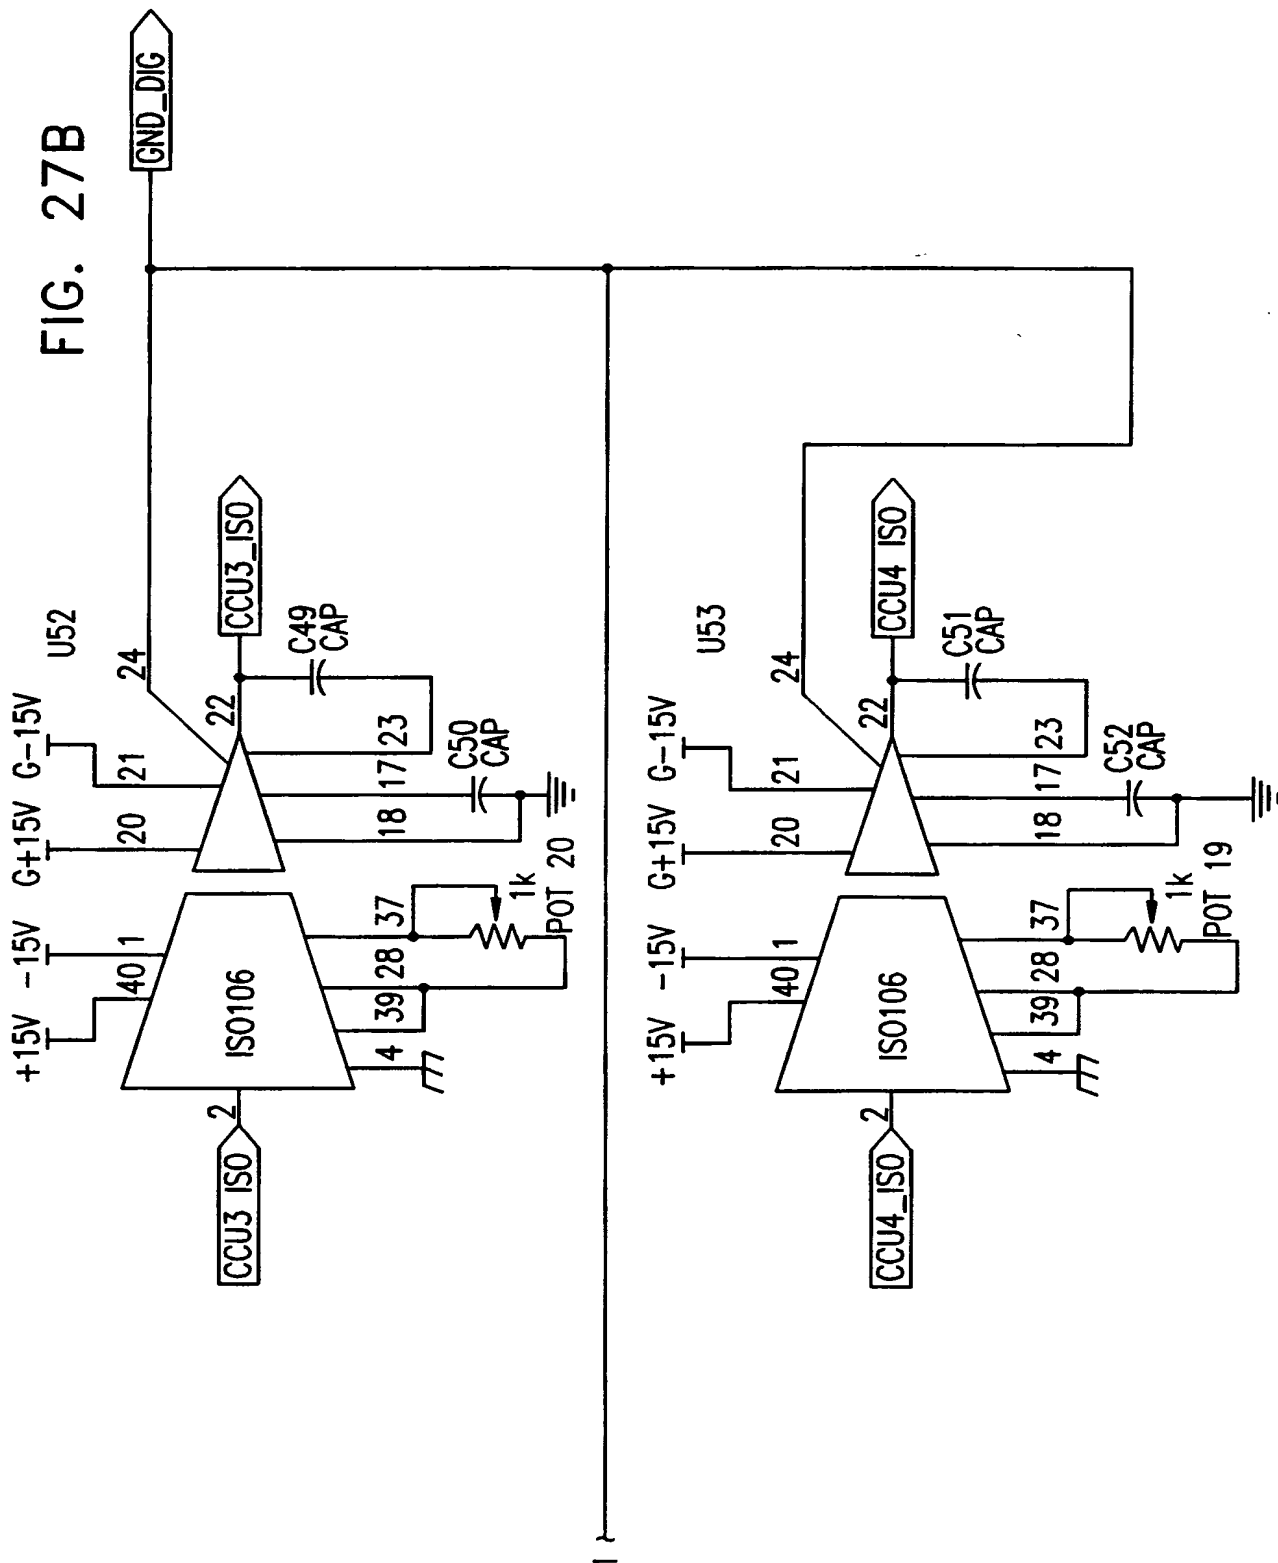 FIG. 27B
GND_DIG
U52
+15V
-15V
G+15V
G-15V
40
1
20
21
24
CCU3 ISO
2
ISO106
22
CCU3_ISO
4
39
28
37
18
17
23
C49
CAP
C50
CAP
1k
POT 20
U53
+15V
-15V
G+15V
G-15V
40
1
20
21
24
CCU4_ISO
2
ISO106
22
CCU4 ISO
4
39
28
37
18
17
23
C51
CAP
C52
CAP
1k
POT 19
1